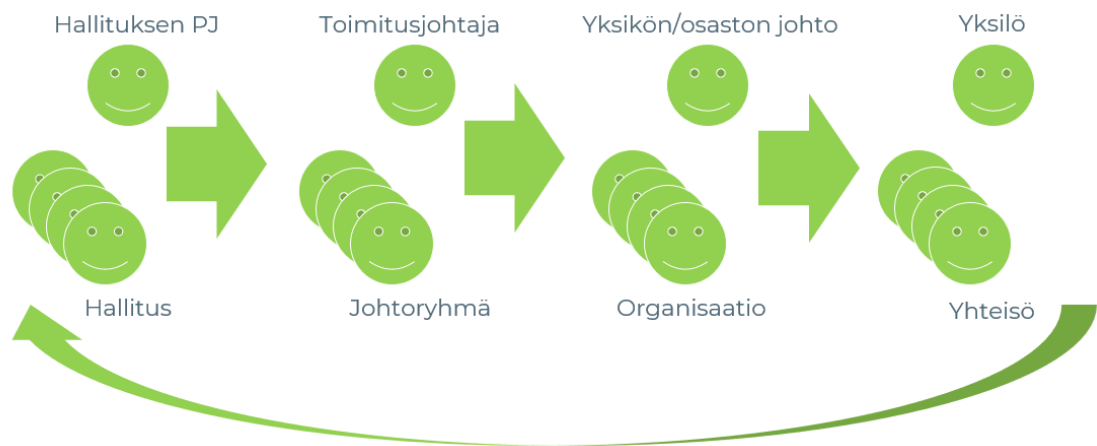 Hallituksen PJ
Toimitusjohtaja
Yksikön/osaston johto
Yksilö
Hallitus
Johtoryhmä
Organisaatio
Yhteisö